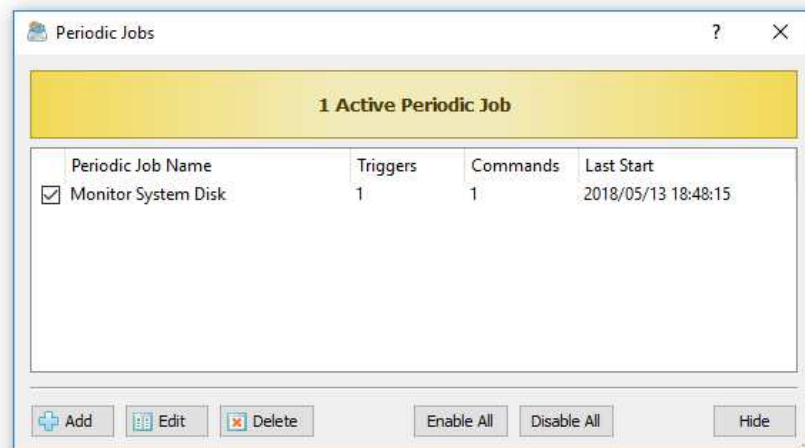 Periodic Jobs ?
1 Active Periodic Job
Periodic Job Name Triggers Commands Last Start
Monitor System Disk 1 1 2018/05/13 18:48:15
Add Edit Delete Enable All Disable All Hide